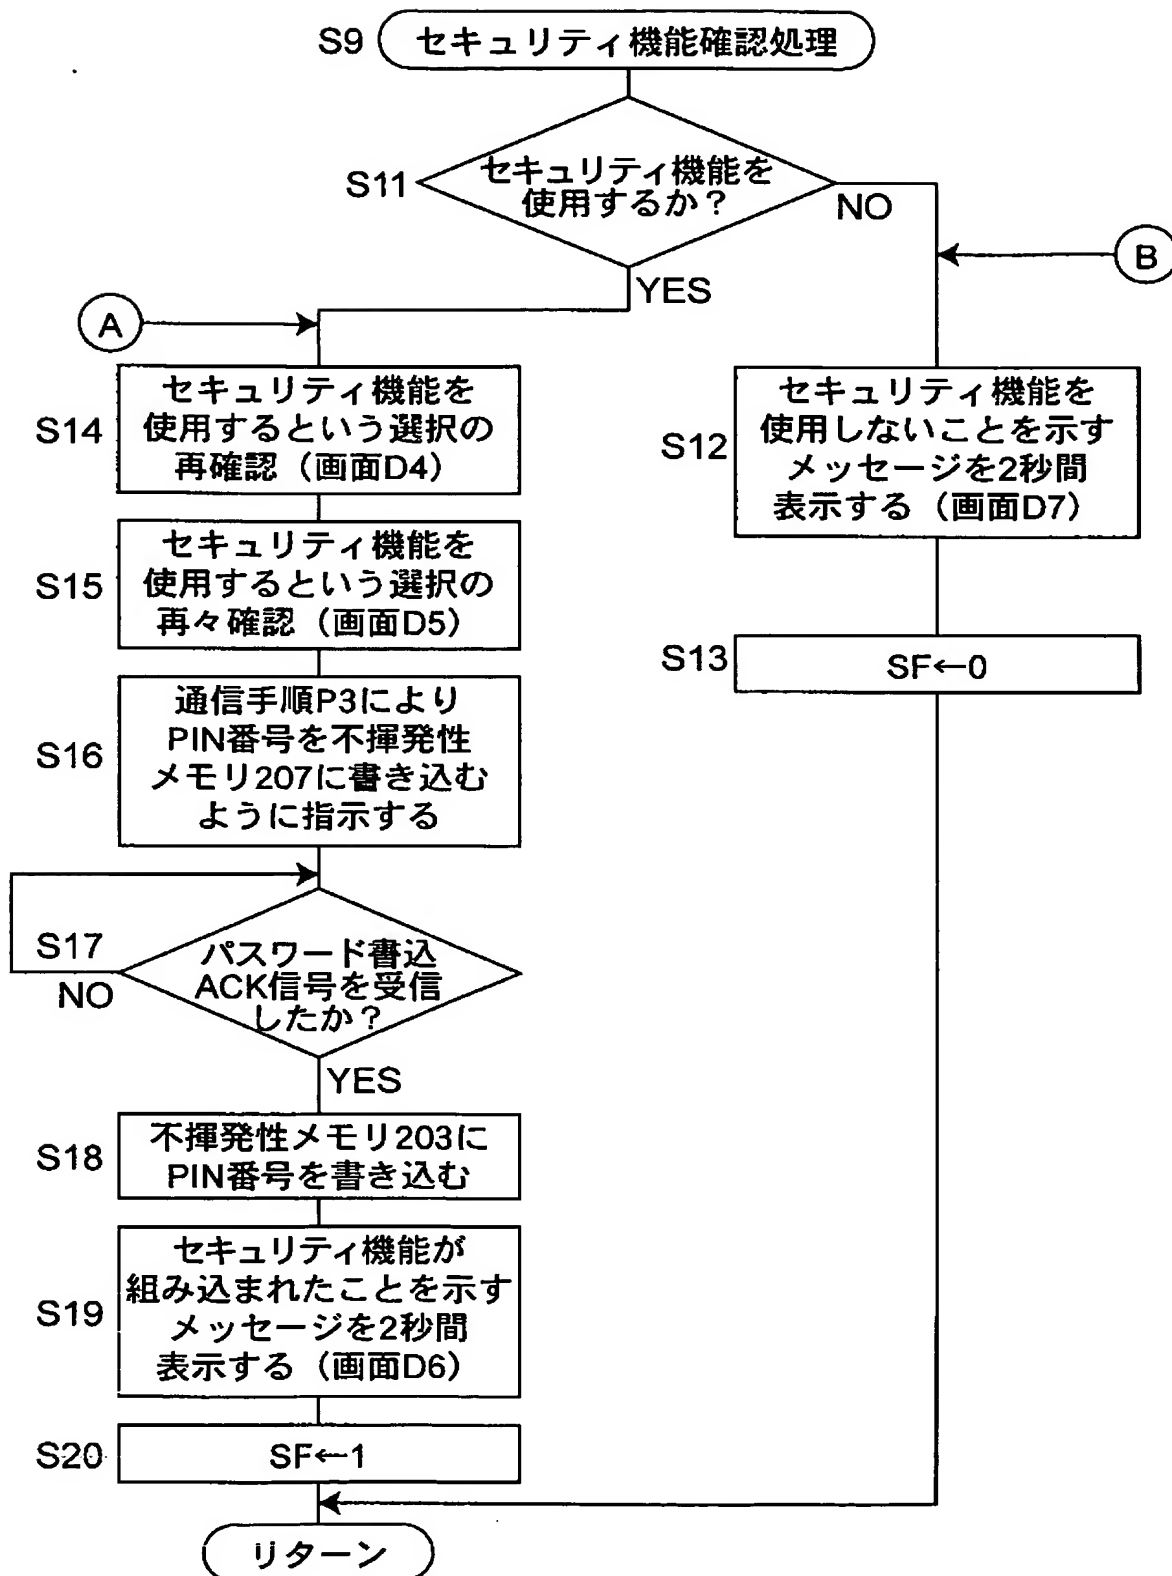 S9
セキュリティ機能確認処理
S11
セキュリティ機能を
使用するか？
NO
YES
A
B
S14
セキュリティ機能を
使用するという選択の
再確認（画面D4）
S12
セキュリティ機能を
使用しないことを示す
メッセージを2秒間
表示する（画面D7）
S15
セキュリティ機能を
使用するという選択の
再々確認（画面D5）
S13
SF←0
S16
通信手順P3により
PIN番号を不揮発性
メモリ207に書き込む
ように指示する
S17
NO
パスワード書込
ACK信号を受信
したか？
YES
S18
不揮発性メモリ203に
PIN番号を書き込む
S19
セキュリティ機能が
組み込まれたことを示す
メッセージを2秒間
表示する（画面D6）
S20
SF←1
リターン